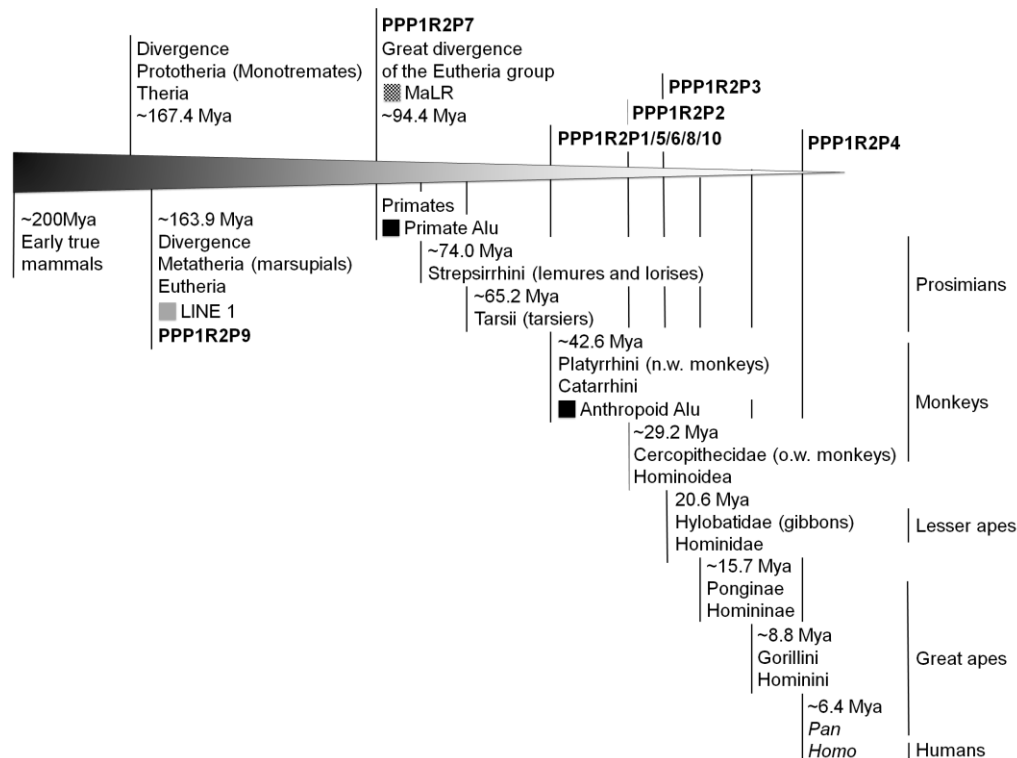 PPP1R2P7
Great divergence
of the Eutheria group
MaLR
~94.4 Mya
Divergence
Prototheria (Monotremates)
Theria
~167.4 Mya
PPP1R2P3
PPP1R2P2
PPP1R2P1/5/6/8/10
PPP1R2P4
~200Mya
Early true
mammals
~163.9 Mya
Divergence
Metatheria (marsupials)
Eutheria
LINE 1
PPP1R2P9
Primates
Primate Alu
~74.0 Mya
Strepsirrhini (lemures and lorises)
~65.2 Mya
Tarsii (tarsiers)
Prosimians
~42.6 Mya
Platyrrhini (n.w. monkeys)
Catarrhini
Anthropoid Alu
Monkeys
~29.2 Mya
Cercopithecidae (o.w. monkeys)
Hominoidea
20.6 Mya
Hylobatidae (gibbons)
Hominidae
Lesser apes
~15.7 Mya
Ponginae
Homininae
~8.8 Mya
Gorillini
Hominini
Great apes
~6.4 Mya
Pan
Homo
Humans